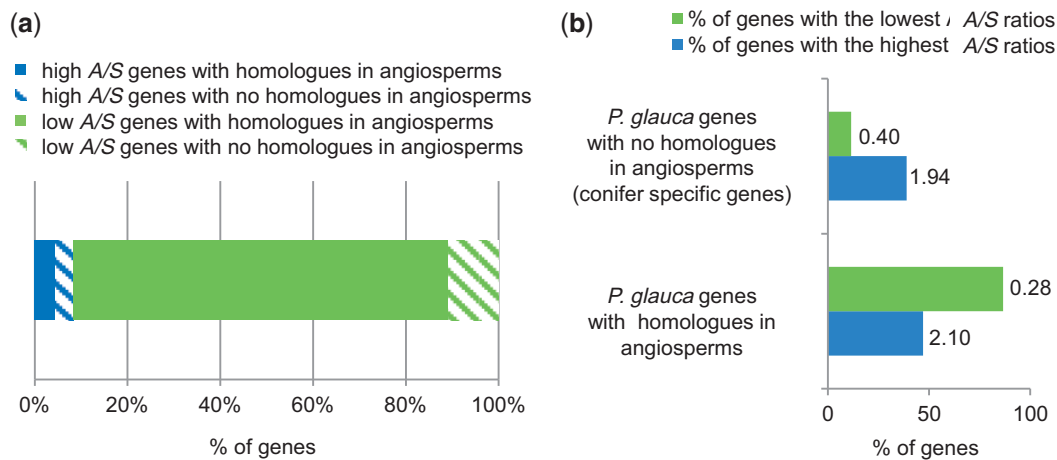 (a)
high A/S genes with homologues in angiosperms
high A/S genes with no homologues in angiosperms
low A/S genes with homologues in angiosperms
low A/S genes with no homologues in angiosperms
0% 20% 40% 60% 80% 100%
% of genes
(b)
% of genes with the lowest A/S ratios
% of genes with the highest A/S ratios
P. glauca genes
with no homologues
in angiosperms
(conifer specific genes)
0.40
1.94
P. glauca genes
with homologues in
angiosperms
0.28
2.10
0 50 100
% of genes